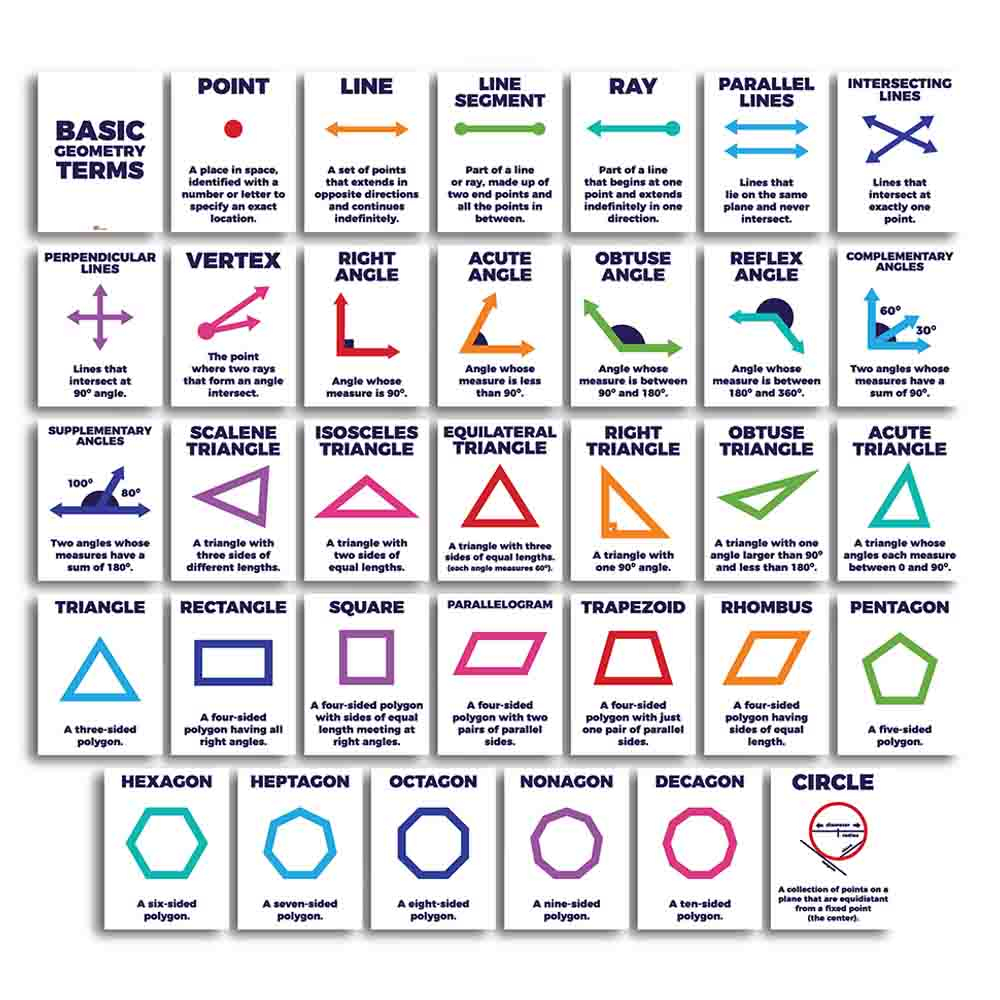 BASIC
GEOMETRY
TERMS
POINT
A place in space,
identified with a
number or letter to
specify an exact
location.
LINE
A set of points
that extends in
opposite directions
and continues
indefinitely.
LINE
SEGMENT
Part of a line
or ray, made up of
two end points and
all the points in
between.
RAY
Part of a line
that begins at one
point and extends
indefinitely in one
direction.
PARALLEL
LINES
Lines that
lie on the same
plane and never
intersect.
INTERSECTING
LINES
Lines that
intersect at
exactly one
point.
PERPENDICULAR
LINES
Lines that
intersect at
90° angle.
VERTEX
The point
where two rays
that form an angle
intersect.
RIGHT
ANGLE
Angle whose
measure is 90°.
ACUTE
ANGLE
Angle whose
measure is less
than 90°.
OBTUSE
ANGLE
Angle whose
measure is between
90° and 180°.
REFLEX
ANGLE
Angle whose
measure is between
180° and 360°.
COMPLEMENTARY
ANGLES
60°
30°
Two angles whose
measures have a
sum of 90°.
SUPPLEMENTARY
ANGLES
100°
80°
Two angles whose
measures have a
sum of 180°.
SCALENE
TRIANGLE
A triangle with
three sides of
different lengths.
ISOSCELES
TRIANGLE
A triangle with
two sides of
equal lengths.
EQUILATERAL
TRIANGLE
A triangle with three
sides of equal lengths.
(each angle measures 60°).
RIGHT
TRIANGLE
A triangle with
one 90° angle.
OBTUSE
TRIANGLE
A triangle with one
angle larger than 90°
and less than 180°.
ACUTE
TRIANGLE
A triangle whose
angles each measure
between 0 and 90°.
TRIANGLE
A three-sided
polygon.
RECTANGLE
A four-sided
polygon having all
right angles.
SQUARE
A four-sided polygon
with sides of equal
length meeting at
right angles.
PARALLELOGRAM
A four-sided
polygon with two
pairs of parallel
sides.
TRAPEZOID
A four-sided
polygon with just
one pair of parallel
sides.
RHOMBUS
A four-sided
polygon having
sides of equal
length.
PENTAGON
A five-sided
polygon.
HEXAGON
A six-sided
polygon.
HEPTAGON
A seven-sided
polygon.
OCTAGON
A eight-sided
polygon.
NONAGON
A nine-sided
polygon.
DECAGON
A ten-sided
polygon.
CIRCLE
diameter
radius
A collection of points on a
plane that are equidistant
from a fixed point
(the center).